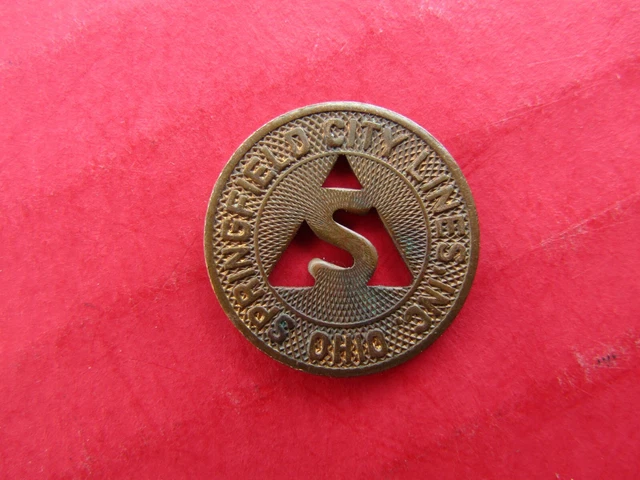 SPRINGFIELD CITY LINES, INC.
OHIO
S